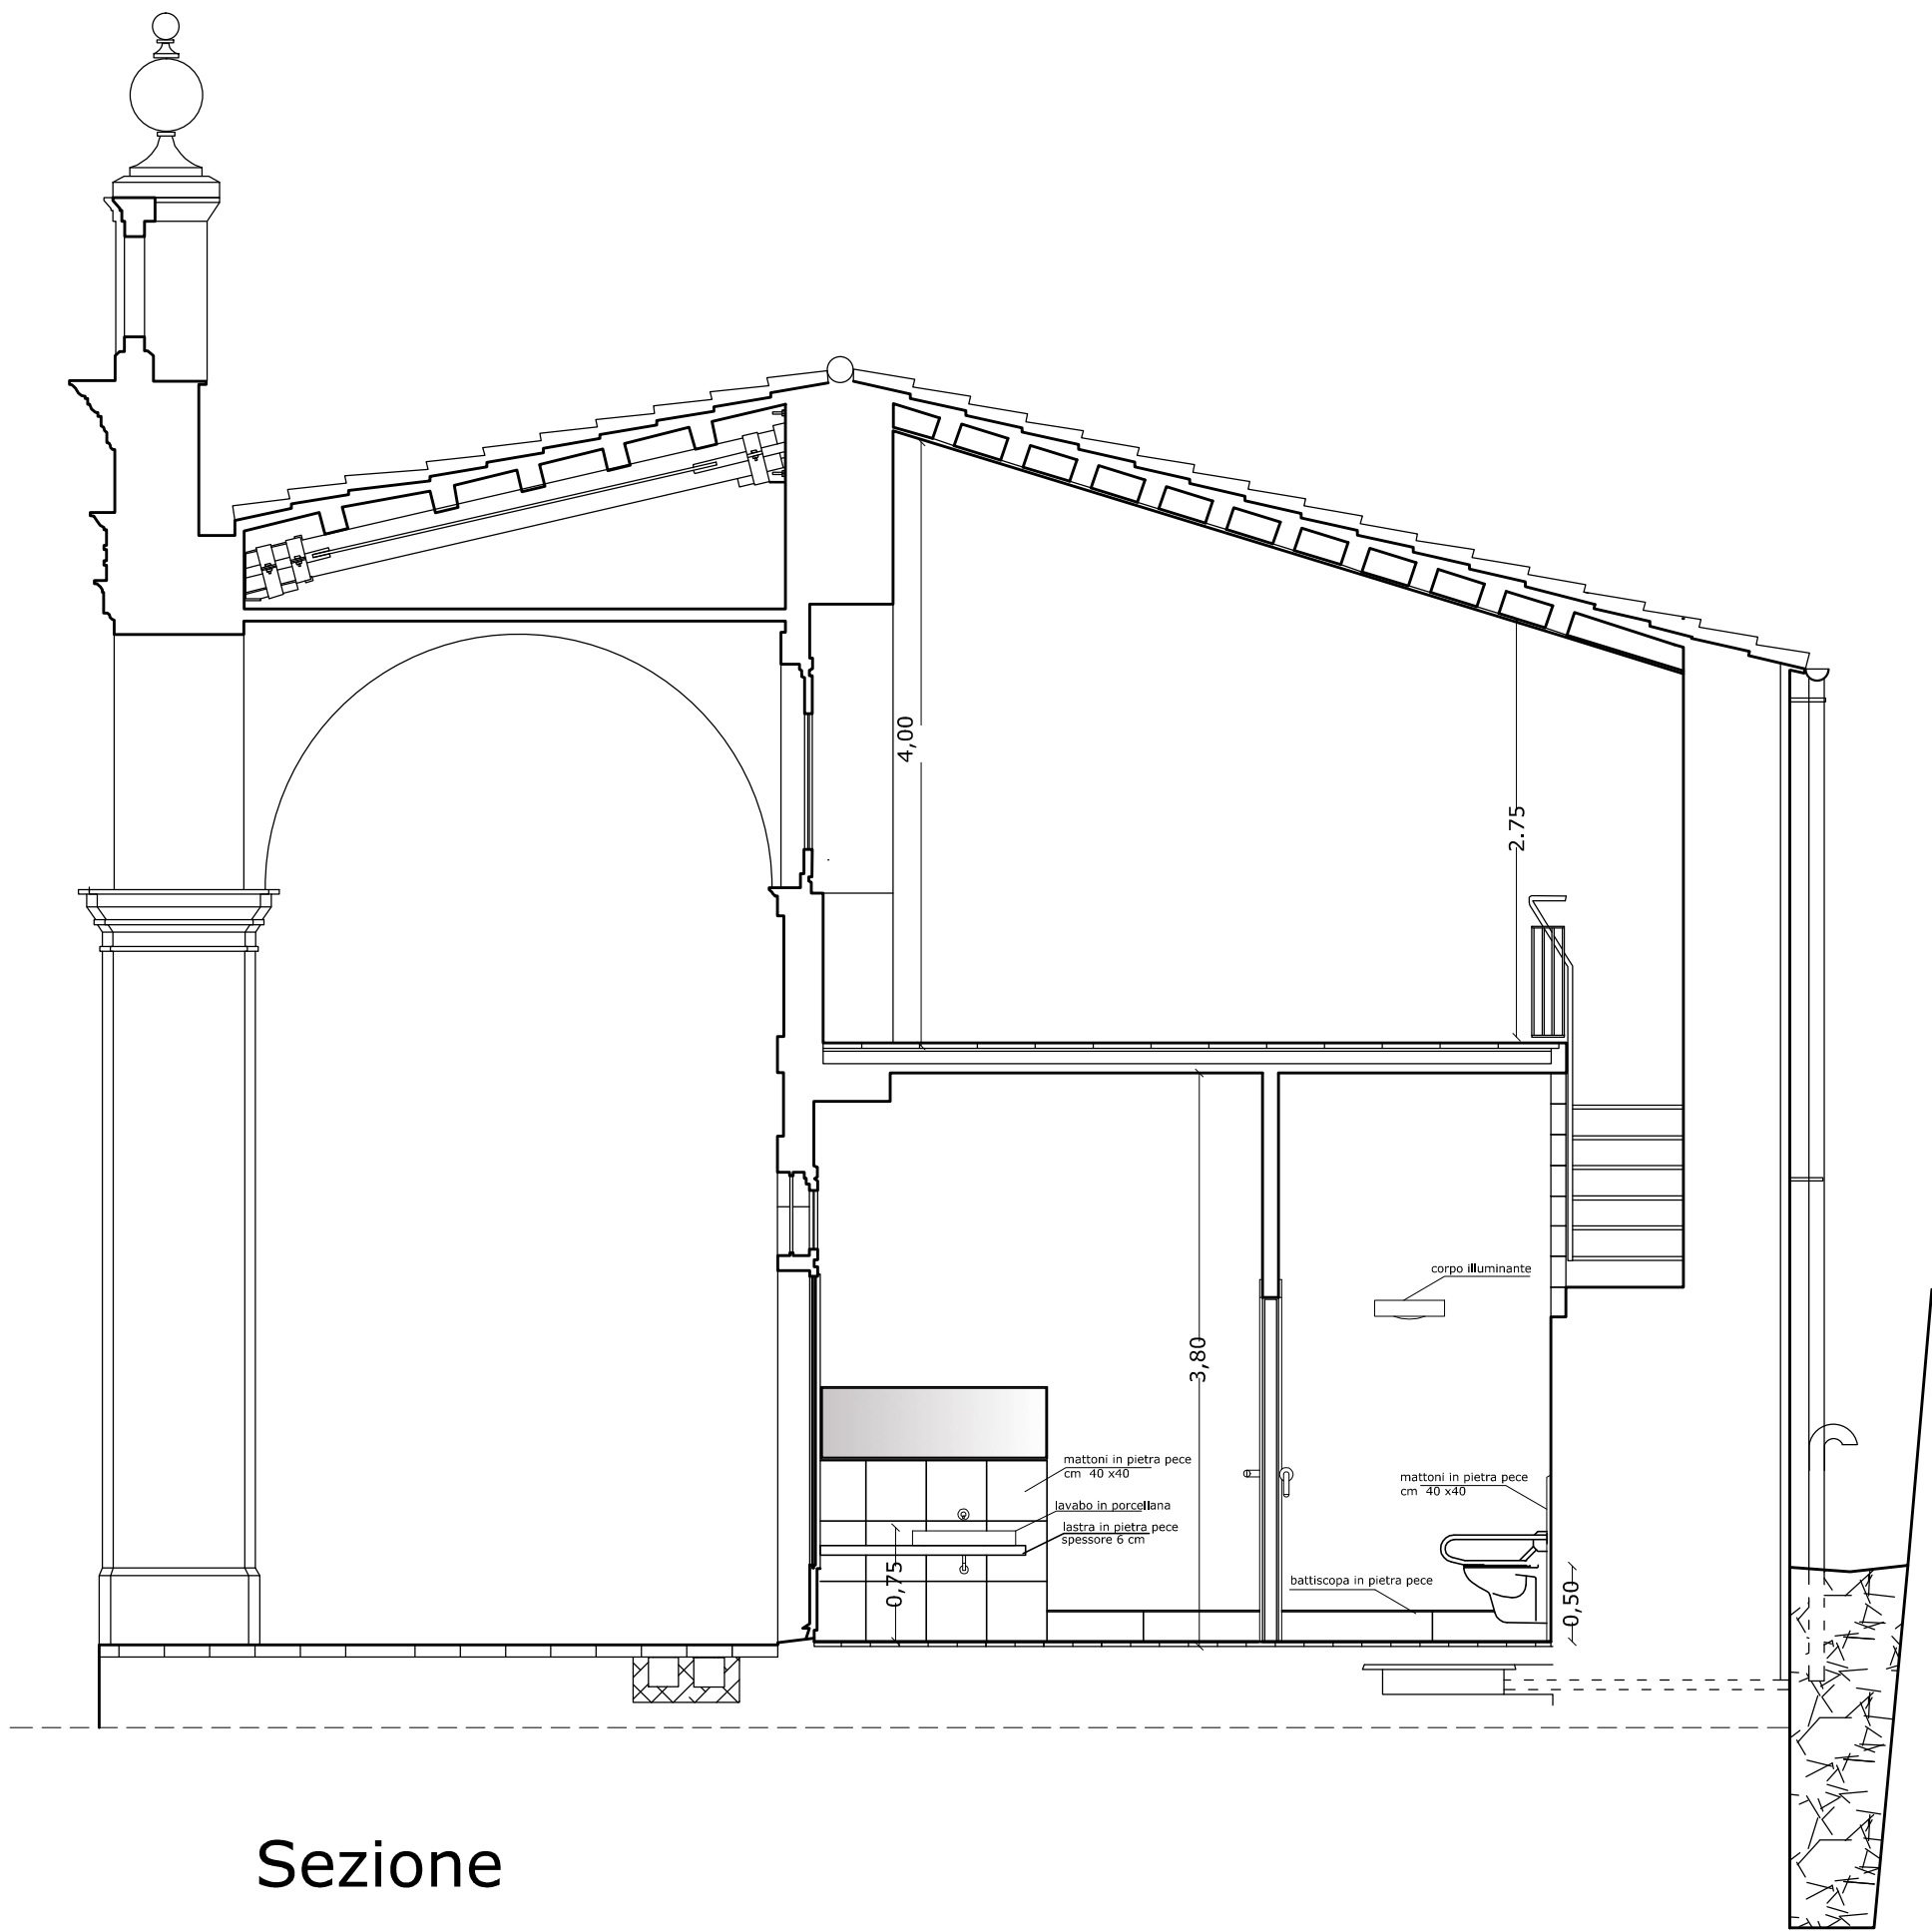 4,00
2.75
corpo illuminante
3,80
mattoni in pietra pece
cm 40 x40
mattoni in pietra pece
cm 40 x40
lavabo in porcellana
lastra in pietra pece
spessore 6 cm
0,75
battiscopa in pietra pece
0,50
Sezione